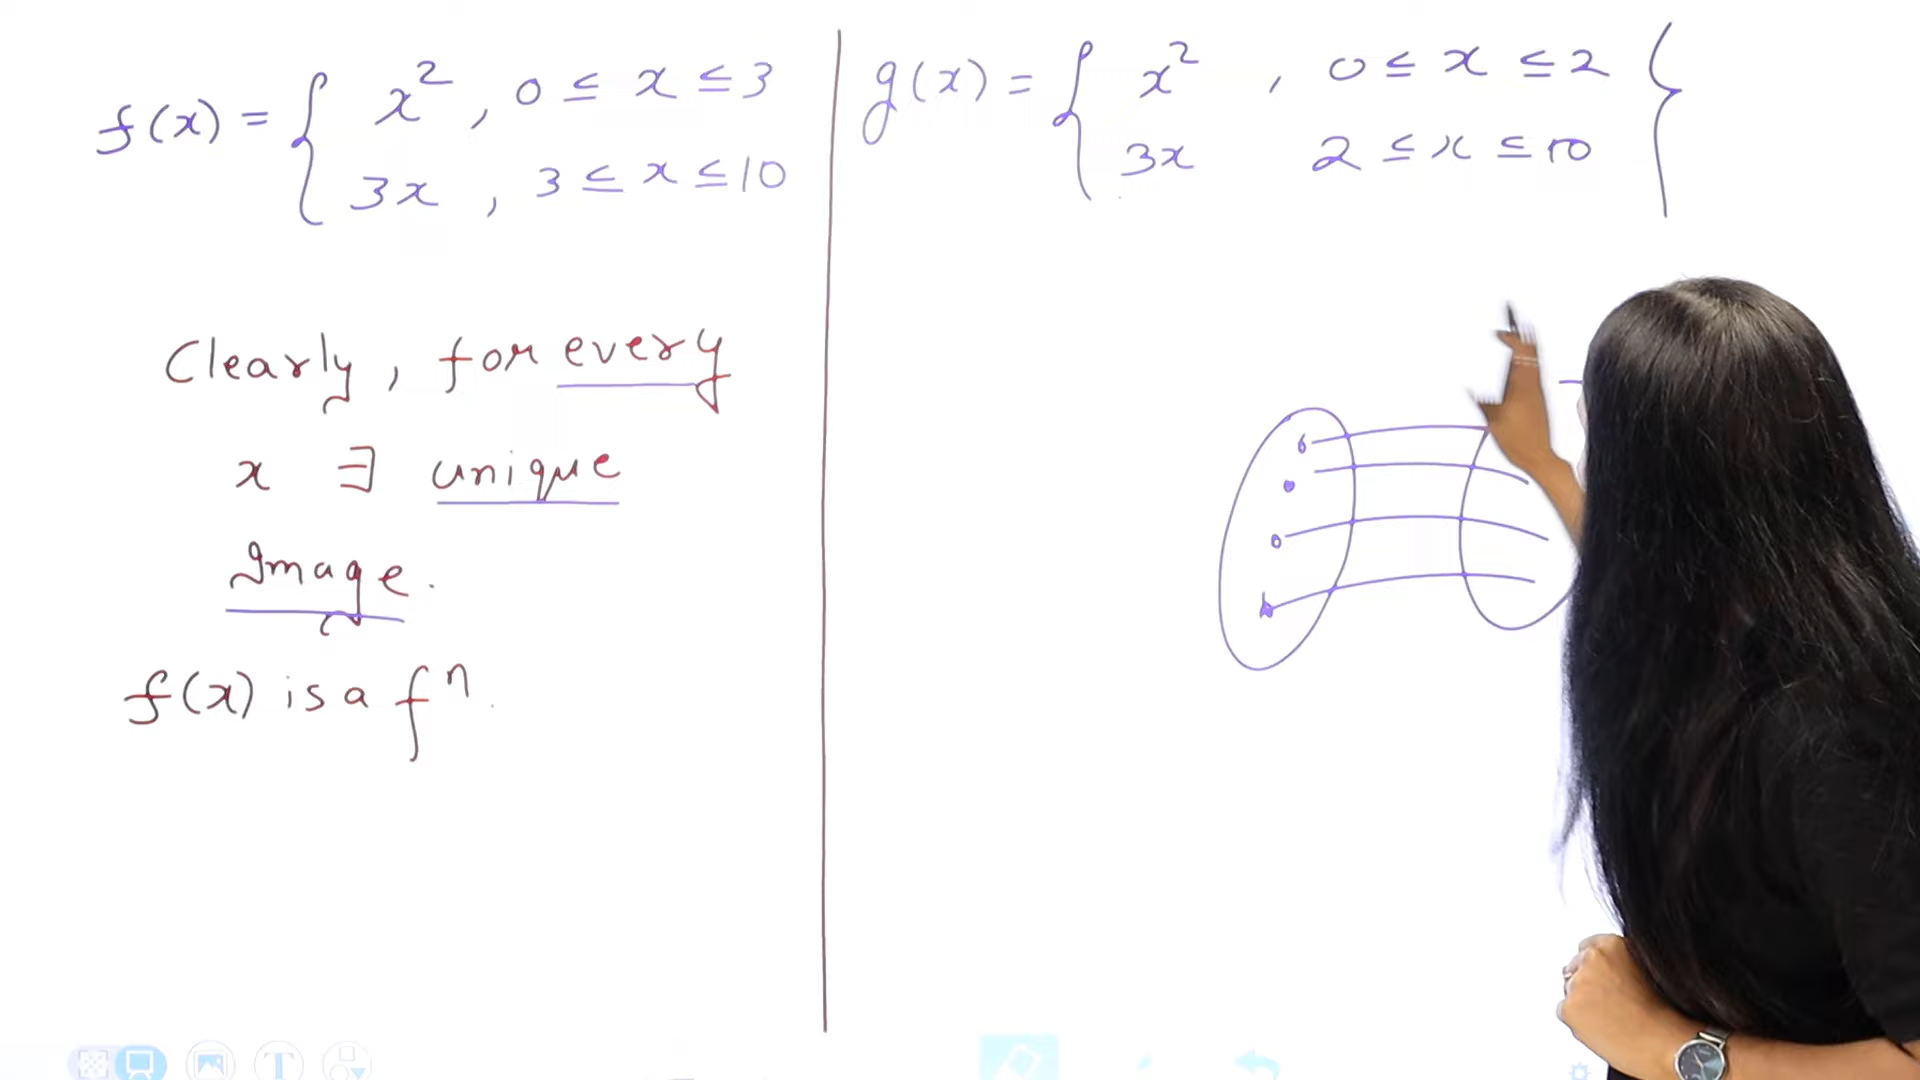 f(x) = { x², 0 ≤ x ≤ 3
3x, 3 ≤ x ≤ 10
Clearly, for every
x ∃ unique
Image.
f(x) is a fⁿ.
g(x) = { x² , 0 ≤ x ≤ 2
3x 2 ≤ x ≤ 10
T